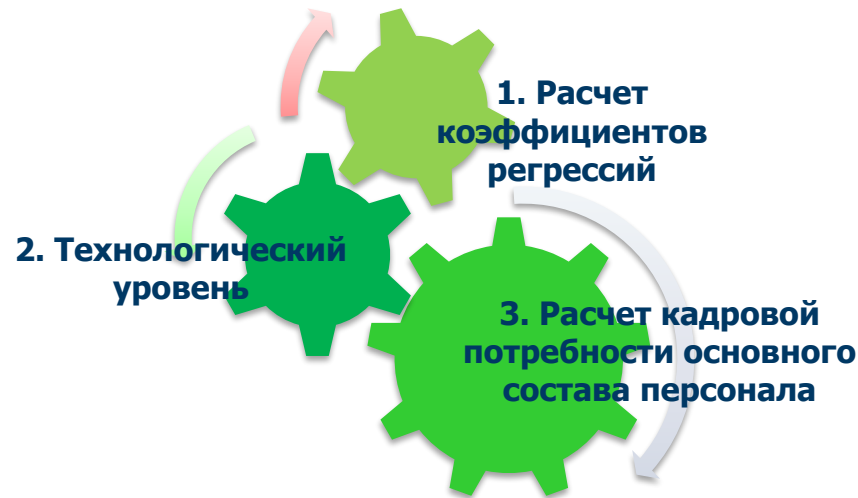 1. Расчет
коэффициентов
регрессий
2. Технологический
уровень
3. Расчет кадровой
потребности основного
состава персонала